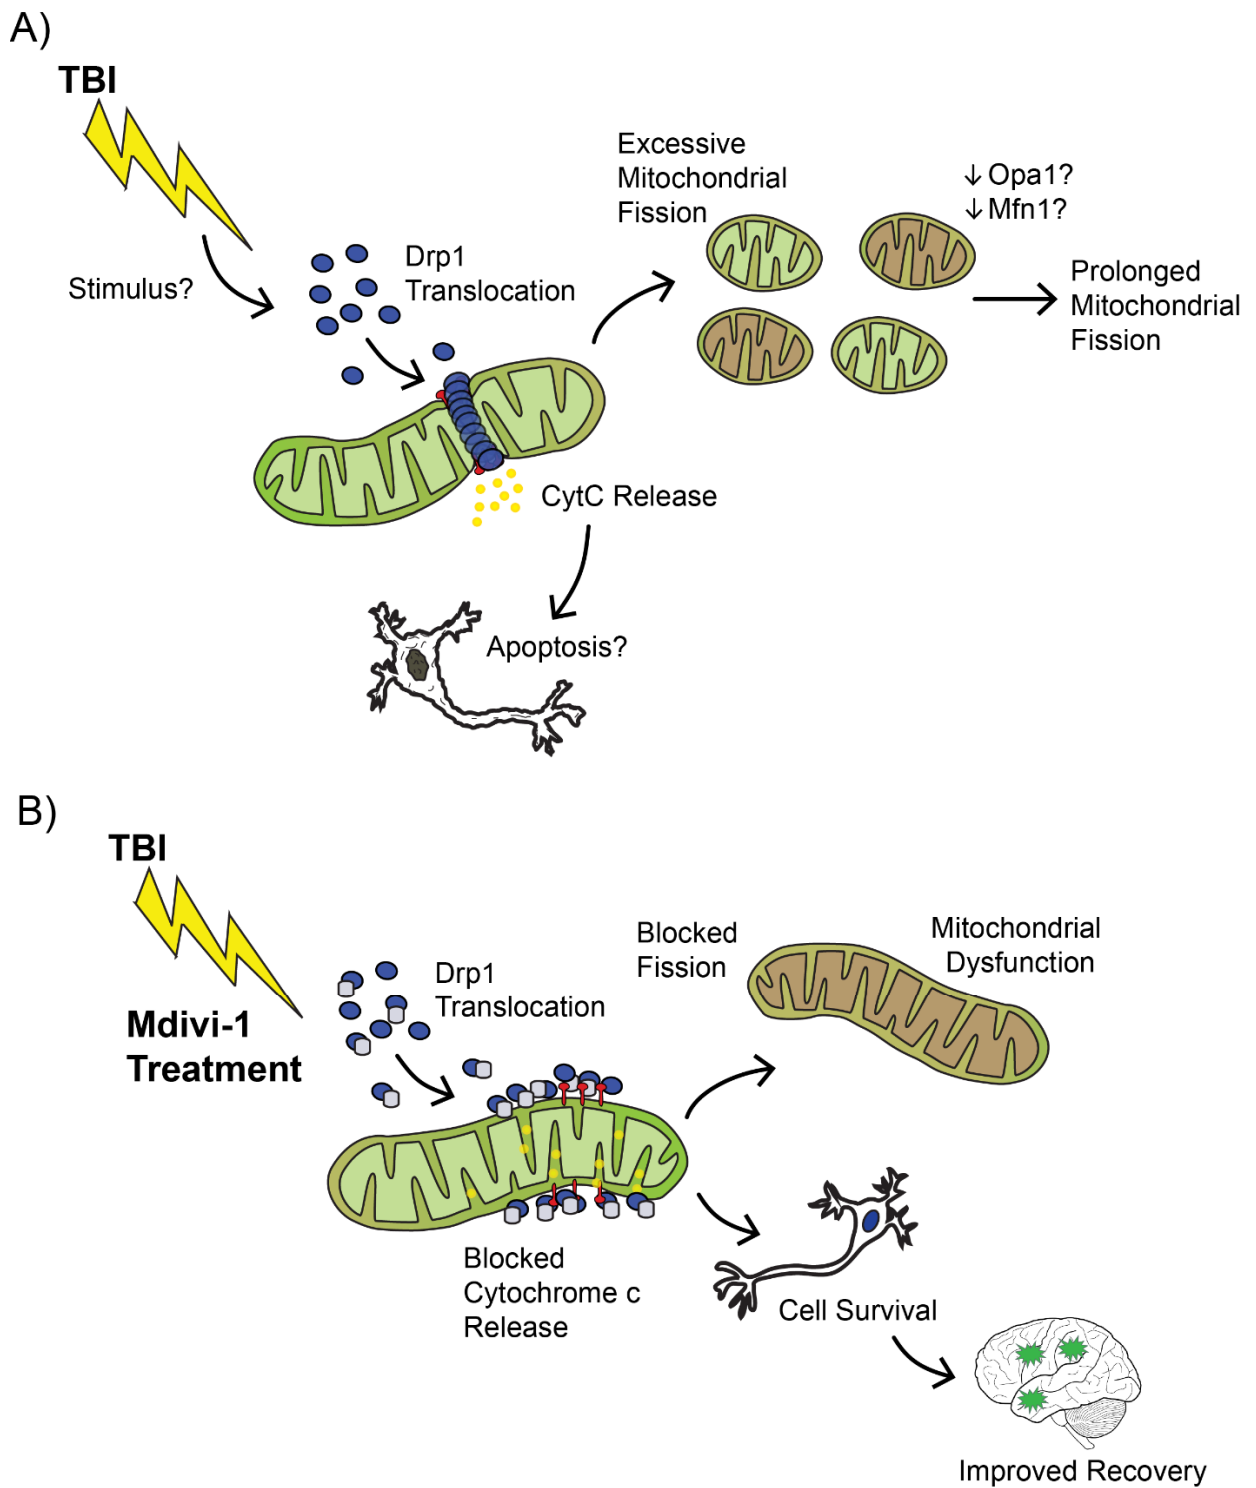 A)
TBI
Stimulus?
Drp1
Translocation
Excessive
Mitochondrial
Fission
↓Opa1?
↓Mfn1?
Prolonged
Mitochondrial
Fission
CytC Release
Apoptosis?
B)
TBI
Mdivi-1
Treatment
Drp1
Translocation
Blocked
Fission
Mitochondrial
Dysfunction
Blocked
Cytochrome c
Release
Cell Survival
Improved Recovery